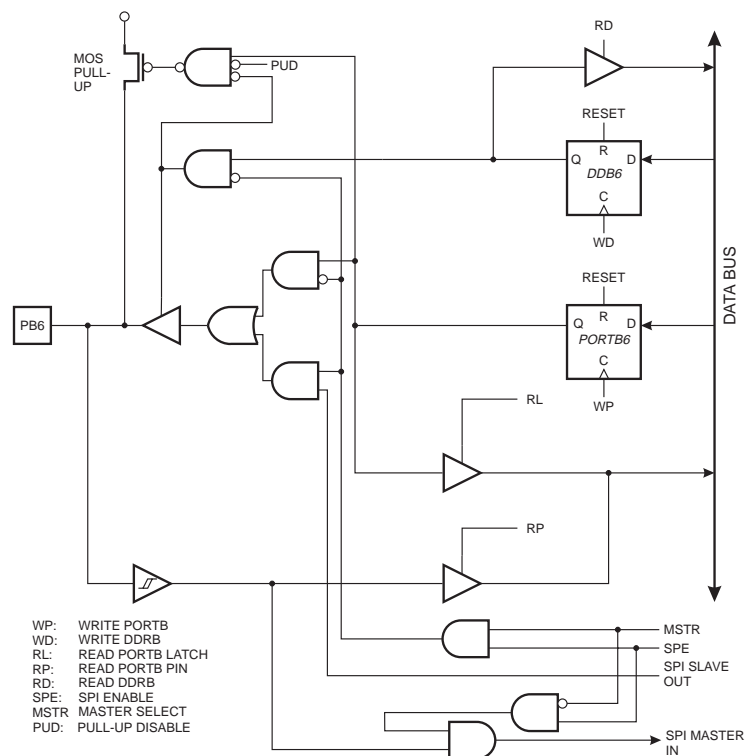 RD
MOS
PULL-
UP
PUD
RESET
R
Q
D
DDB6
C
WD
RESET
R
Q
D
PORTB6
C
WP
DATA BUS
PB6
RL
RP
WP: WRITE PORTB
WD: WRITE DDRB
RL: READ PORTB LATCH
RP: READ PORTB PIN
RD: READ DDRB
SPE: SPI ENABLE
MSTR MASTER SELECT
PUD: PULL-UP DISABLE
MSTR
SPE
SPI SLAVE
OUT
SPI MASTER
IN